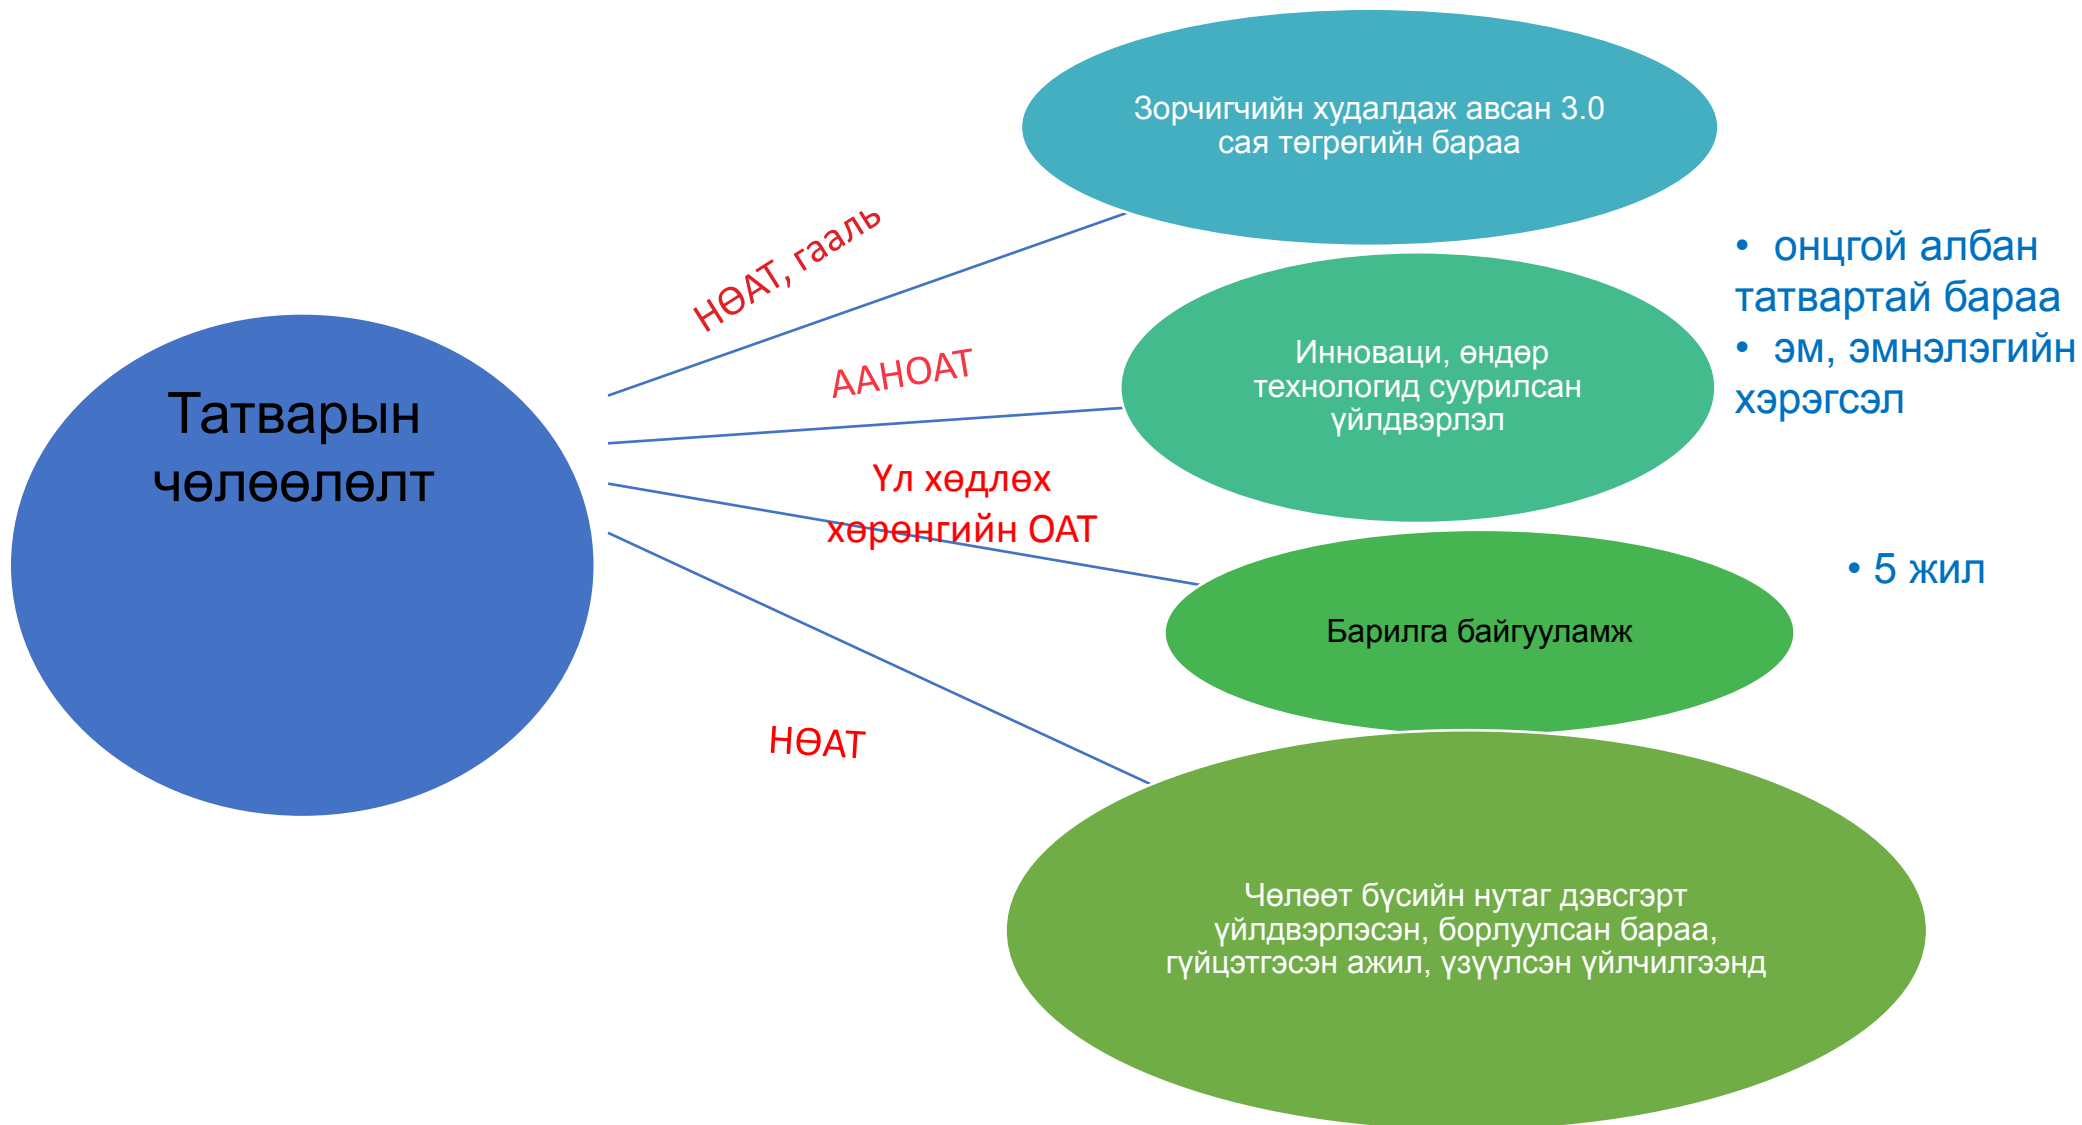 Татварын
чөлөөлөлт
НӨАТ, гааль
Зорчигчийн худалдаж авсан 3.0
сая төгрөгийн бараа
ААНОАТ
Инноваци, өндөр
технологид суурилсан
үйлдвэрлэл
• онцгой албан
татвартай бараа
• эм, эмнэлэгийн
хэрэгсэл
Үл хөдлөх
хөрөнгийн ОАТ
Барилга байгууламж
• 5 жил
НӨАТ
Чөлөөт бүсийн нутаг дэвсгэрт
үйлдвэрлэсэн, борлуулсан бараа,
гүйцэтгэсэн ажил, үзүүлсэн үйлчилгээнд